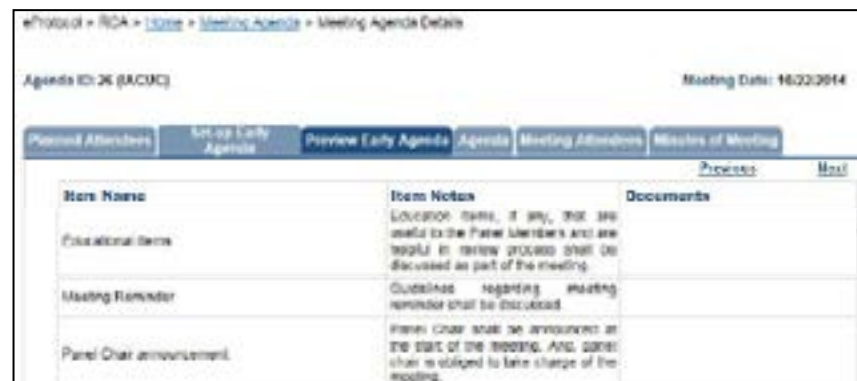 eProtocol » RCA » Home » Meeting Agenda » Meeting Agenda Details
Agenda ID: 26 (IACUC) Meeting Date: 10/22/2014
Planned Attendees Set-up Early Agenda Preview Early Agenda Agenda Meeting Attendees Minutes of Meeting
Previous Next
Item Name Item Notes Documents
Educational Items
Education items, if any, that are
useful to the Panel Members and are
helpful in review process shall be
discussed as part of the meeting.
Meeting Reminder
Guidelines regarding meeting
reminder shall be discussed.
Panel Chair announcement.
Panel Chair shall be announced at
the start of the meeting. And, panel
chair is obliged to take charge of the
meeting.